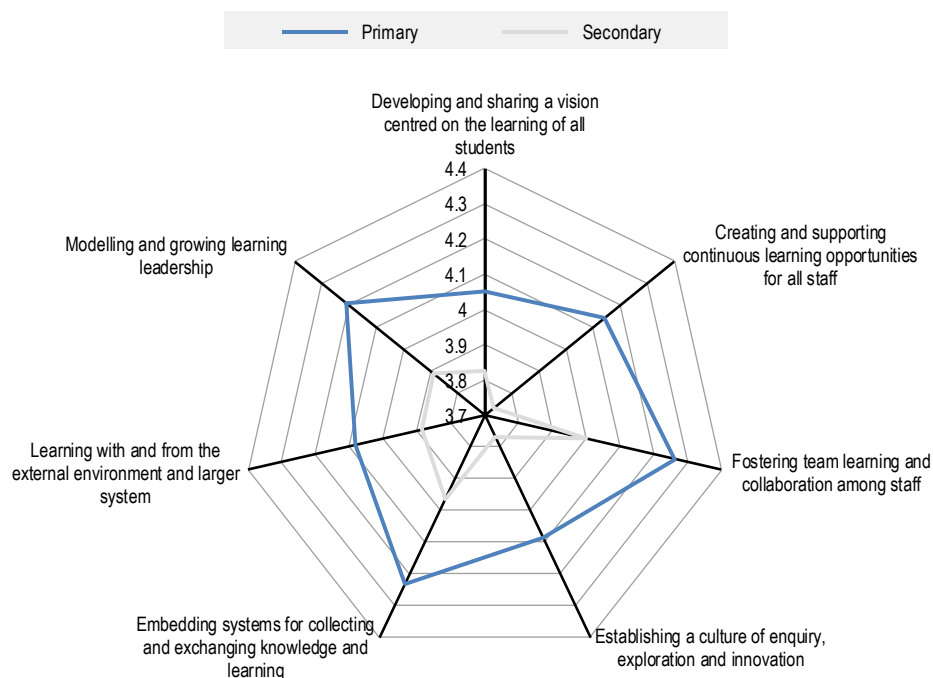 Primary
Secondary
Developing and sharing a vision
centred on the learning of all
students
4.4
4.3
4.2
4.1
4
3.9
3.8
3.7
Creating and supporting
continuous learning opportunities
for all staff
Fostering team learning and
collaboration among staff
Establishing a culture of enquiry,
exploration and innovation
Embedding systems for collecting
and exchanging knowledge and
learning
Learning with and from the
external environment and larger
system
Modelling and growing learning
leadership